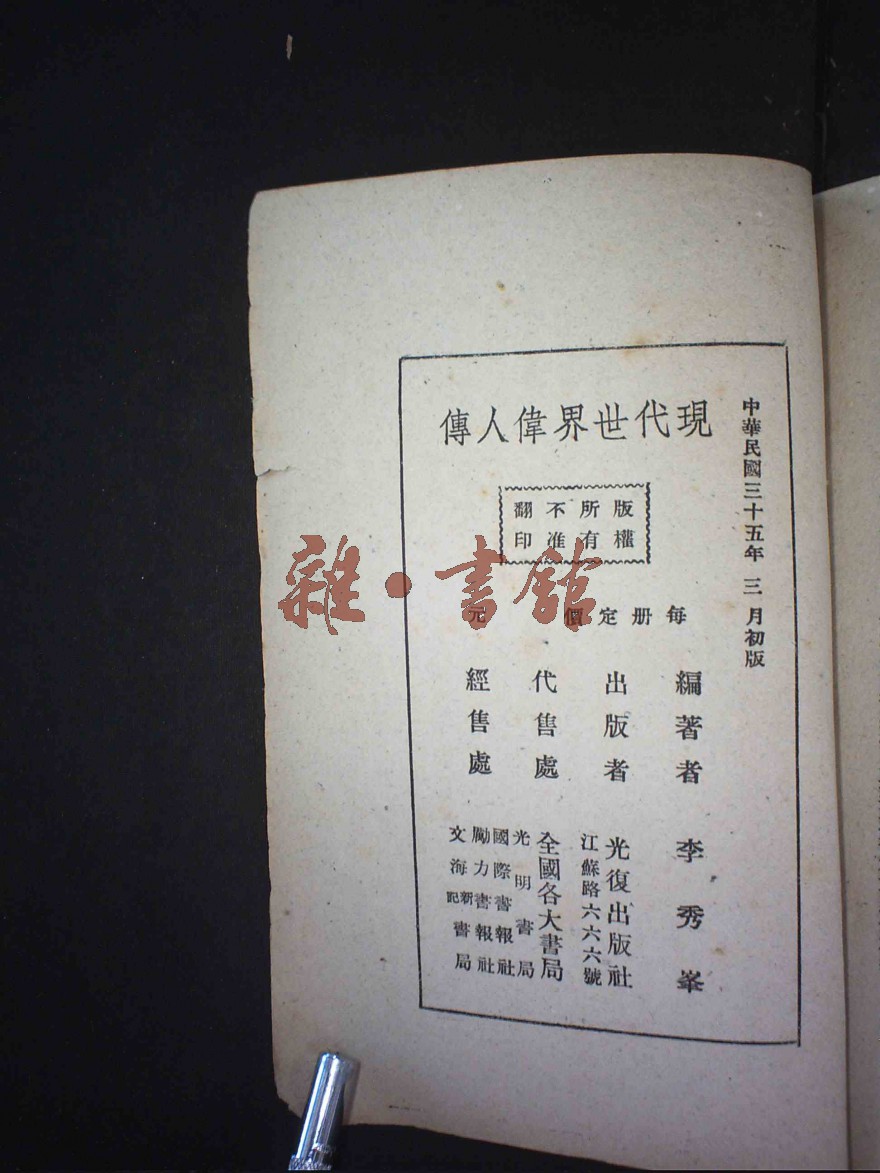 中華民國三十五年三月初版
現代世界偉人傳
版權
所有
不准
翻印
每册定價 元
編著者 李秀峯
出版者 光復出版社
江蘇路六六六號
代售處 全國各大書局
經售處 光明書局
國際書報社
勵力書報社
文海新記書局
雜·書館